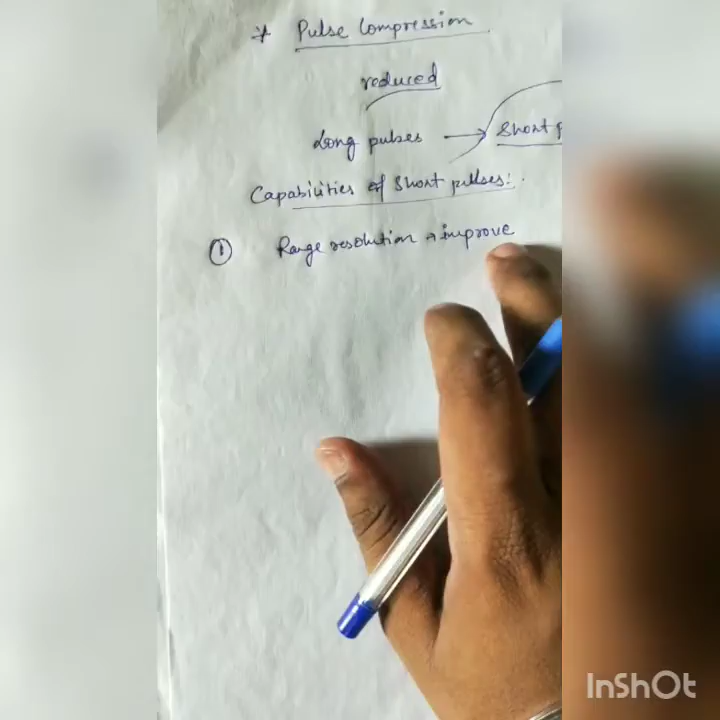 * Pulse Compression
reduced
Long pulses → short p
Capabilities of short pulses:
① Range resolution → improve
InShOt